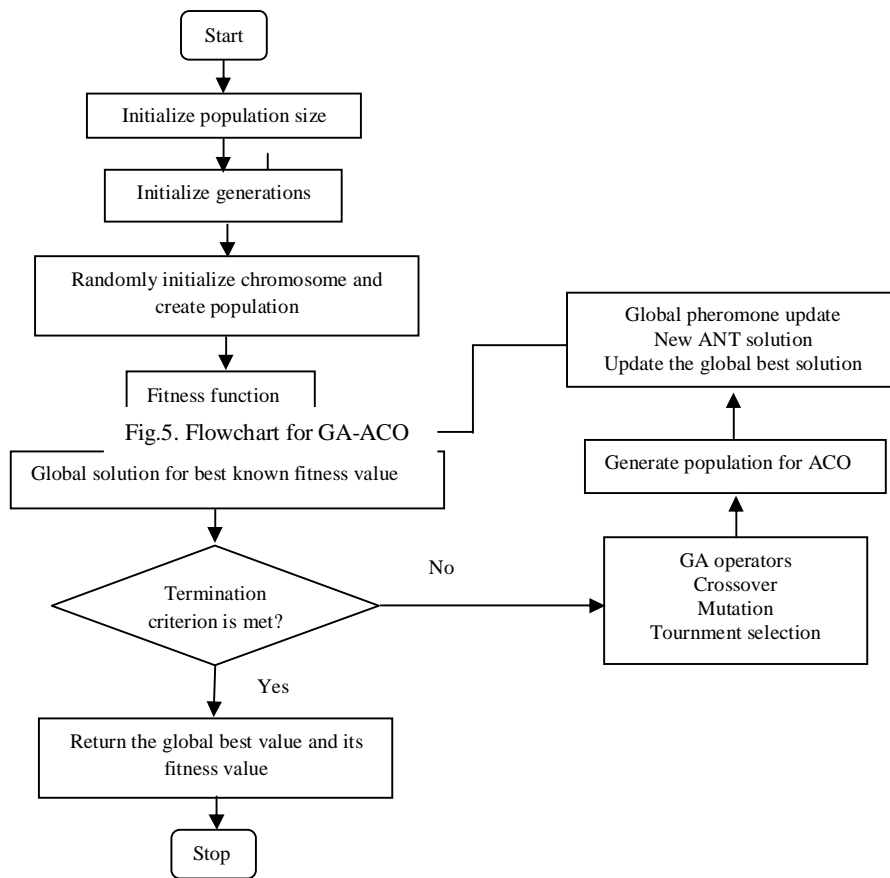 Start
Initialize population size
Initialize generations
Randomly initialize chromosome and
create population
Fitness function
Fig.5. Flowchart for GA-ACO
Global solution for best known fitness value
Termination
criterion is met?
No
Yes
Return the global best value and its
fitness value
Stop
Global pheromone update
New ANT solution
Update the global best solution
Generate population for ACO
GA operators
Crossover
Mutation
Tournment selection